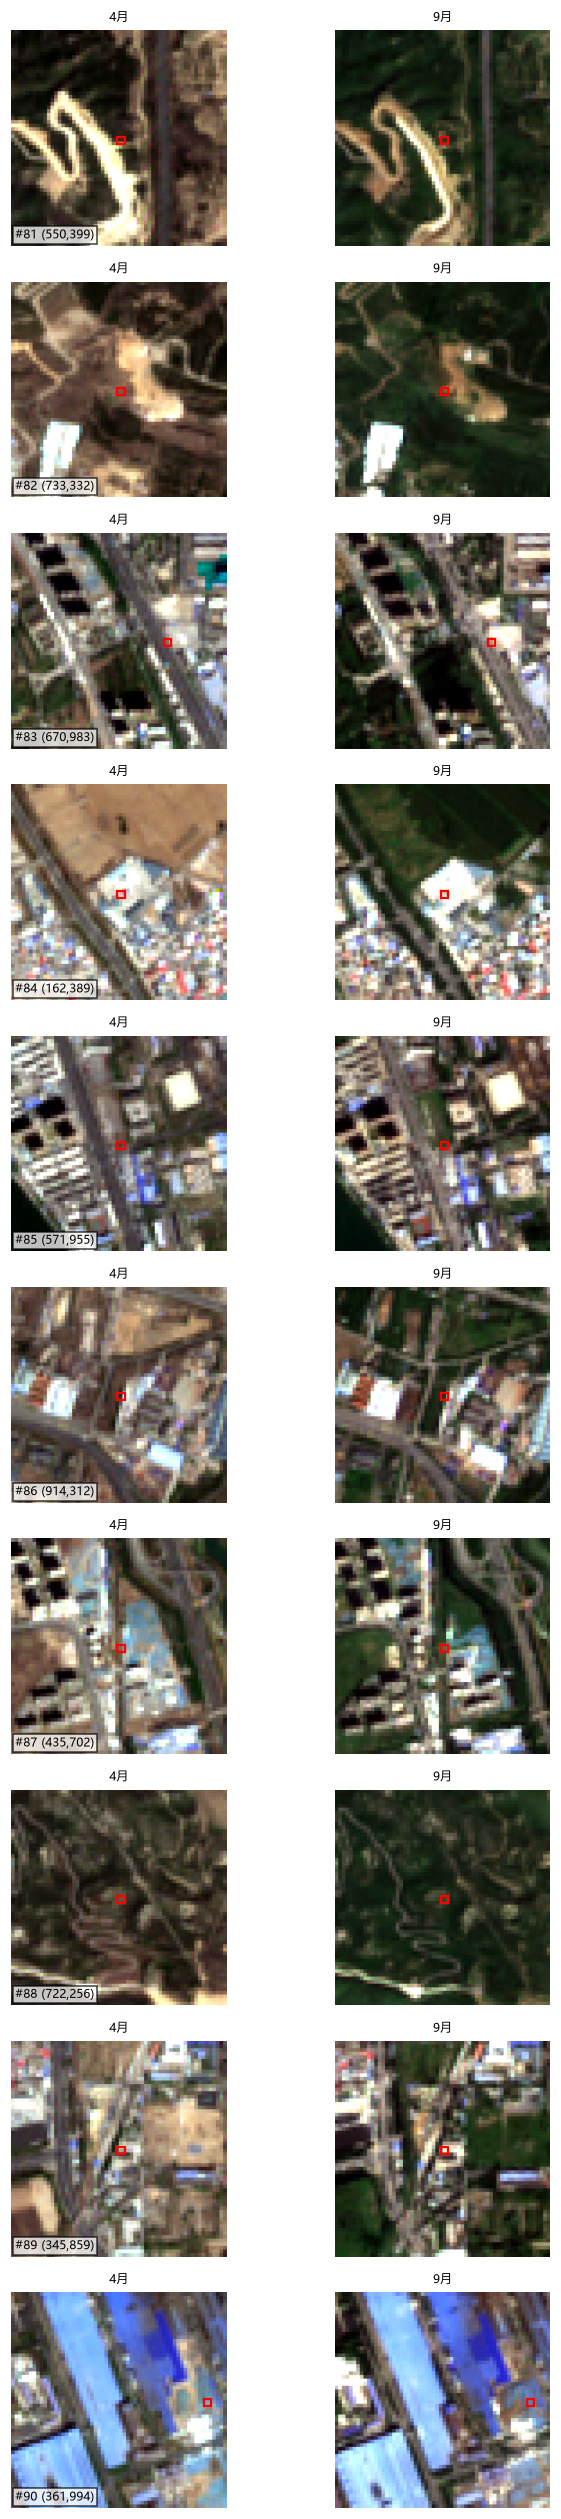 4月 9月
#81 (550,399)
4月 9月
#82 (733,332)
4月 9月
#83 (670,983)
4月 9月
#84 (162,389)
4月 9月
#85 (571,955)
4月 9月
#86 (914,312)
4月 9月
#87 (435,702)
4月 9月
#88 (722,256)
4月 9月
#89 (345,859)
4月 9月
#90 (361,994)